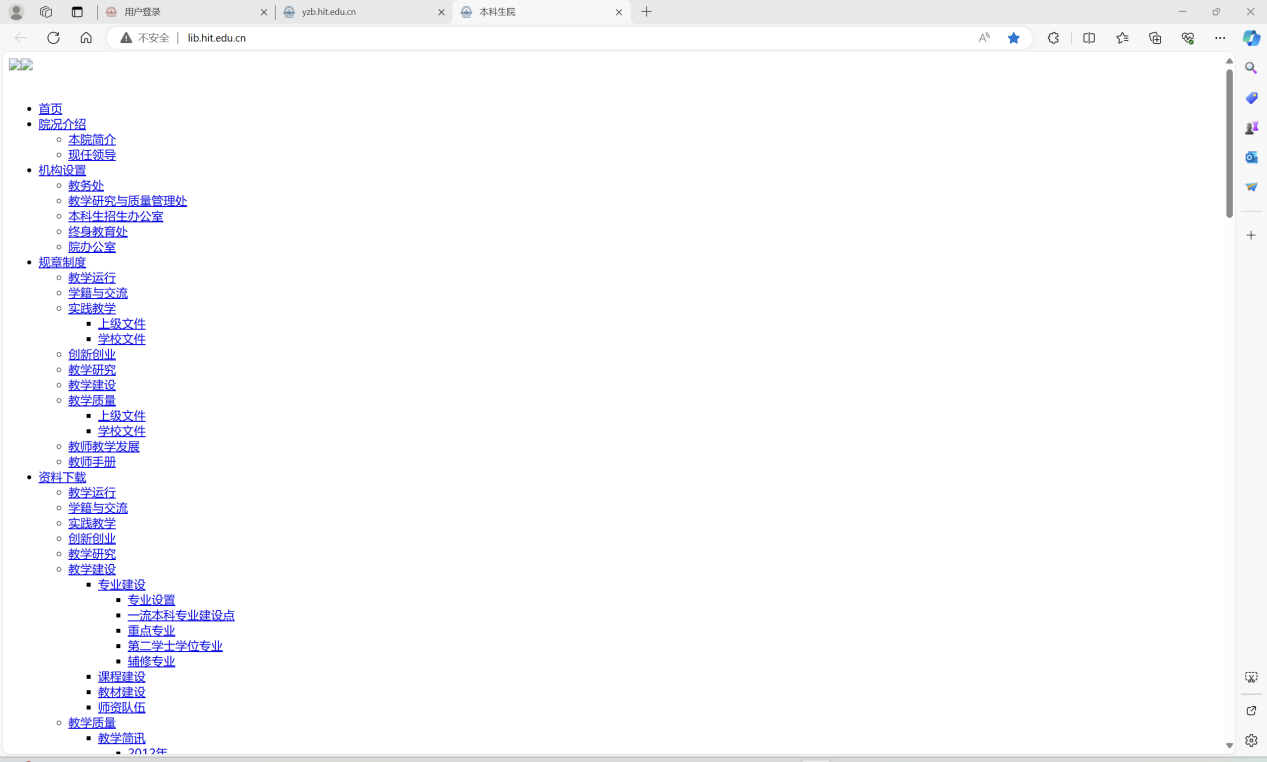 用户登录
yzb.hit.edu.cn
本科生院
不安全
lib.hit.edu.cn
首页
院况介绍
本院简介
现任领导
机构设置
教务处
教学研究与质量管理处
本科生招生办公室
终身教育处
院办公室
规章制度
教学运行
学籍与交流
实践教学
上级文件
学校文件
创新创业
教学研究
教学建设
教学质量
上级文件
学校文件
教师教学发展
教师手册
资料下载
教学运行
学籍与交流
实践教学
创新创业
教学研究
教学建设
专业建设
专业设置
一流本科专业建设点
重点专业
第二学士学位专业
辅修专业
课程建设
教材建设
师资队伍
教学质量
教学简讯
2012年